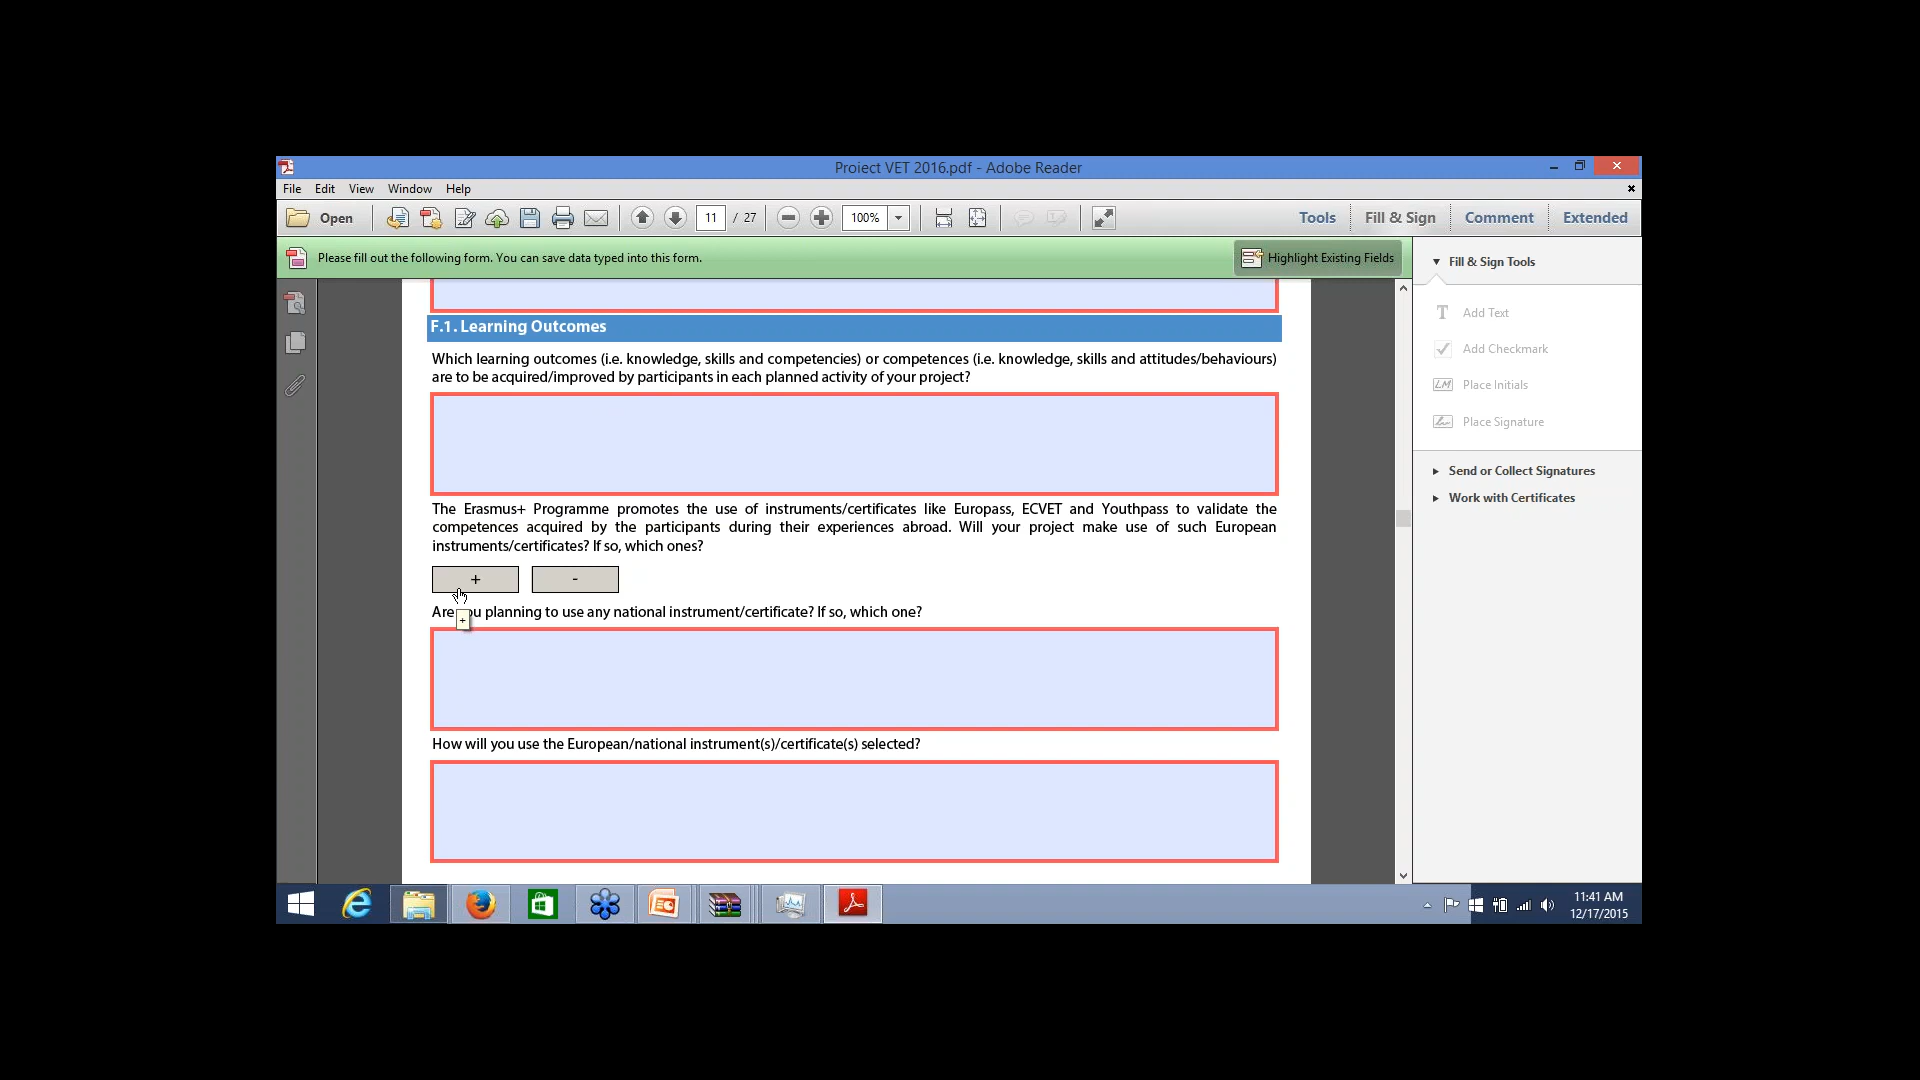 Project VET 2016.pdf - Adobe Reader
File Edit View Window Help
Open 11 / 27 100% Tools Fill & Sign Comment Extended
Please fill out the following form. You can save data typed into this form. Highlight Existing Fields
Fill & Sign Tools
Add Text
Add Checkmark
Place Initials
Place Signature
Send or Collect Signatures
Work with Certificates
F.1. Learning Outcomes
Which learning outcomes (i.e. knowledge, skills and competencies) or competences (i.e. knowledge, skills and attitudes/behaviours)
are to be acquired/improved by participants in each planned activity of your project?
The Erasmus+ Programme promotes the use of instruments/certificates like Europass, ECVET and Youthpass to validate the
competences acquired by the participants during their experiences abroad. Will your project make use of such European
instruments/certificates? If so, which ones?
+ -
Are you planning to use any national instrument/certificate? If so, which one?
+
How will you use the European/national instrument(s)/certificate(s) selected?
11:41 AM
12/17/2015